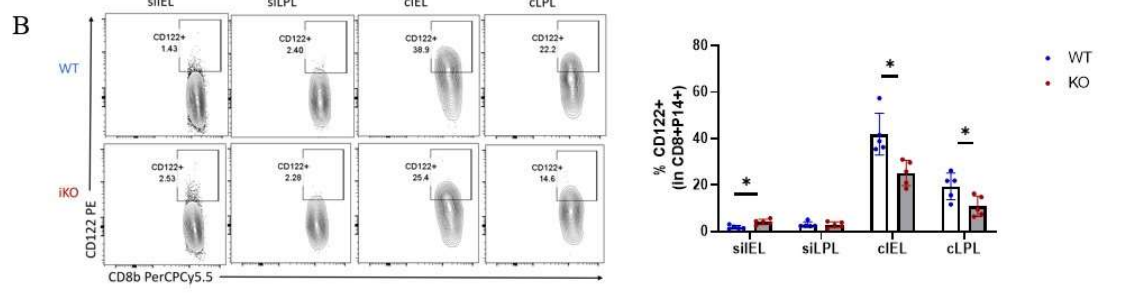 B
siIEL siLPL cIEL cLPL
WT
CD122+
1.43
CD122+
2.40
CD122+
38.9
CD122+
22.2
iKO
CD122+
2.53
CD122+
2.28
CD122+
25.4
CD122+
14.6
CD122 PE
CD8b PerCPCy5.5
% CD122+
(in CD8+P14+)
80
60
40
20
0
*
*
*
*
siIEL siLPL cIEL cLPL
WT
KO